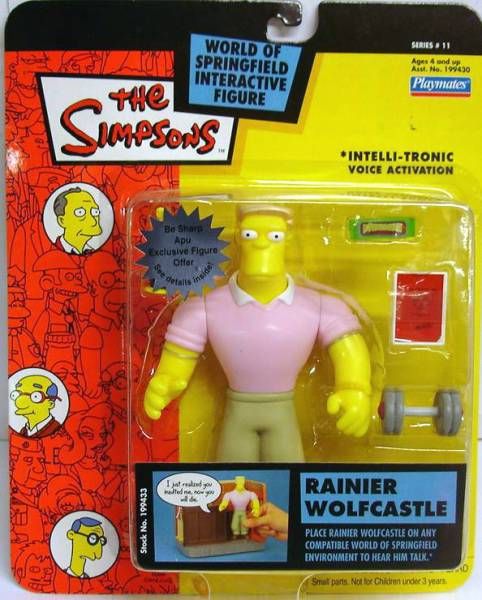 WORLD OF
SPRINGFIELD
INTERACTIVE
FIGURE
SERIES # 11
Ages 4 and up
Asst. No. 199430
Playmates
THE
SIMPSONS
TM
*INTELLI-TRONIC
VOICE ACTIVATION
Be Sharp
Apu
Exclusive Figure
Offer
See details inside!
Stock No. 199433
I just realized you
insulted me, now you
will die.
RAINIER
WOLFCASTLE
PLACE RAINIER WOLFCASTLE ON ANY
COMPATIBLE WORLD OF SPRINGFIELD
ENVIRONMENT TO HEAR HIM TALK.*
Small parts. Not for Children under 3 years.